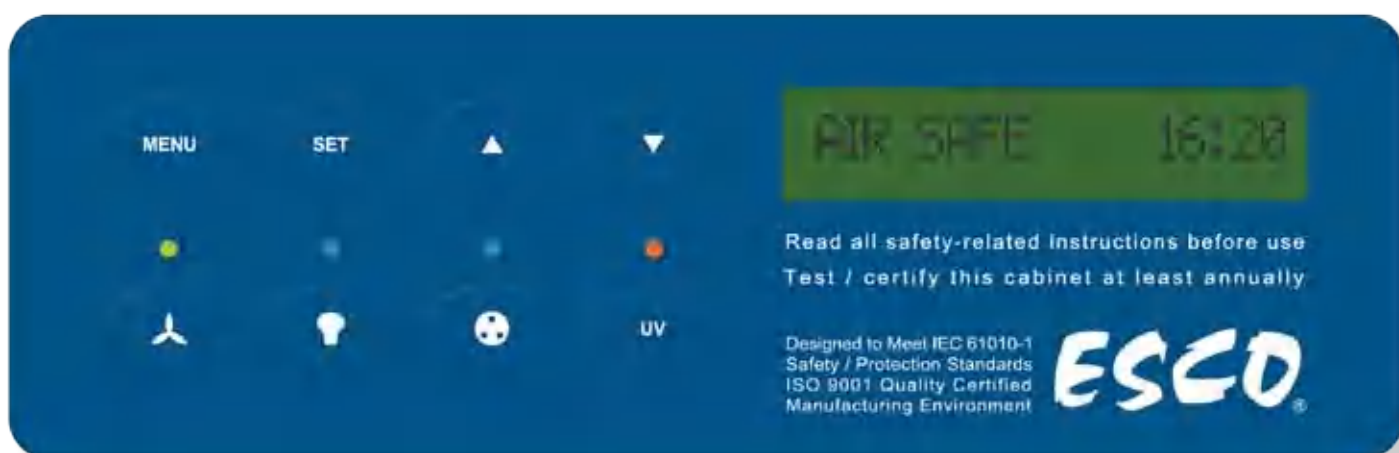 MENU SET ▲ ▼
AIR SAFE 16:20
UV
Read all safety-related instructions before use
Test / certify this cabinet at least annually
Designed to Meet IEC 61010-1
Safety / Protection Standards
ISO 9001 Quality Certified
Manufacturing Environment
ESCO®